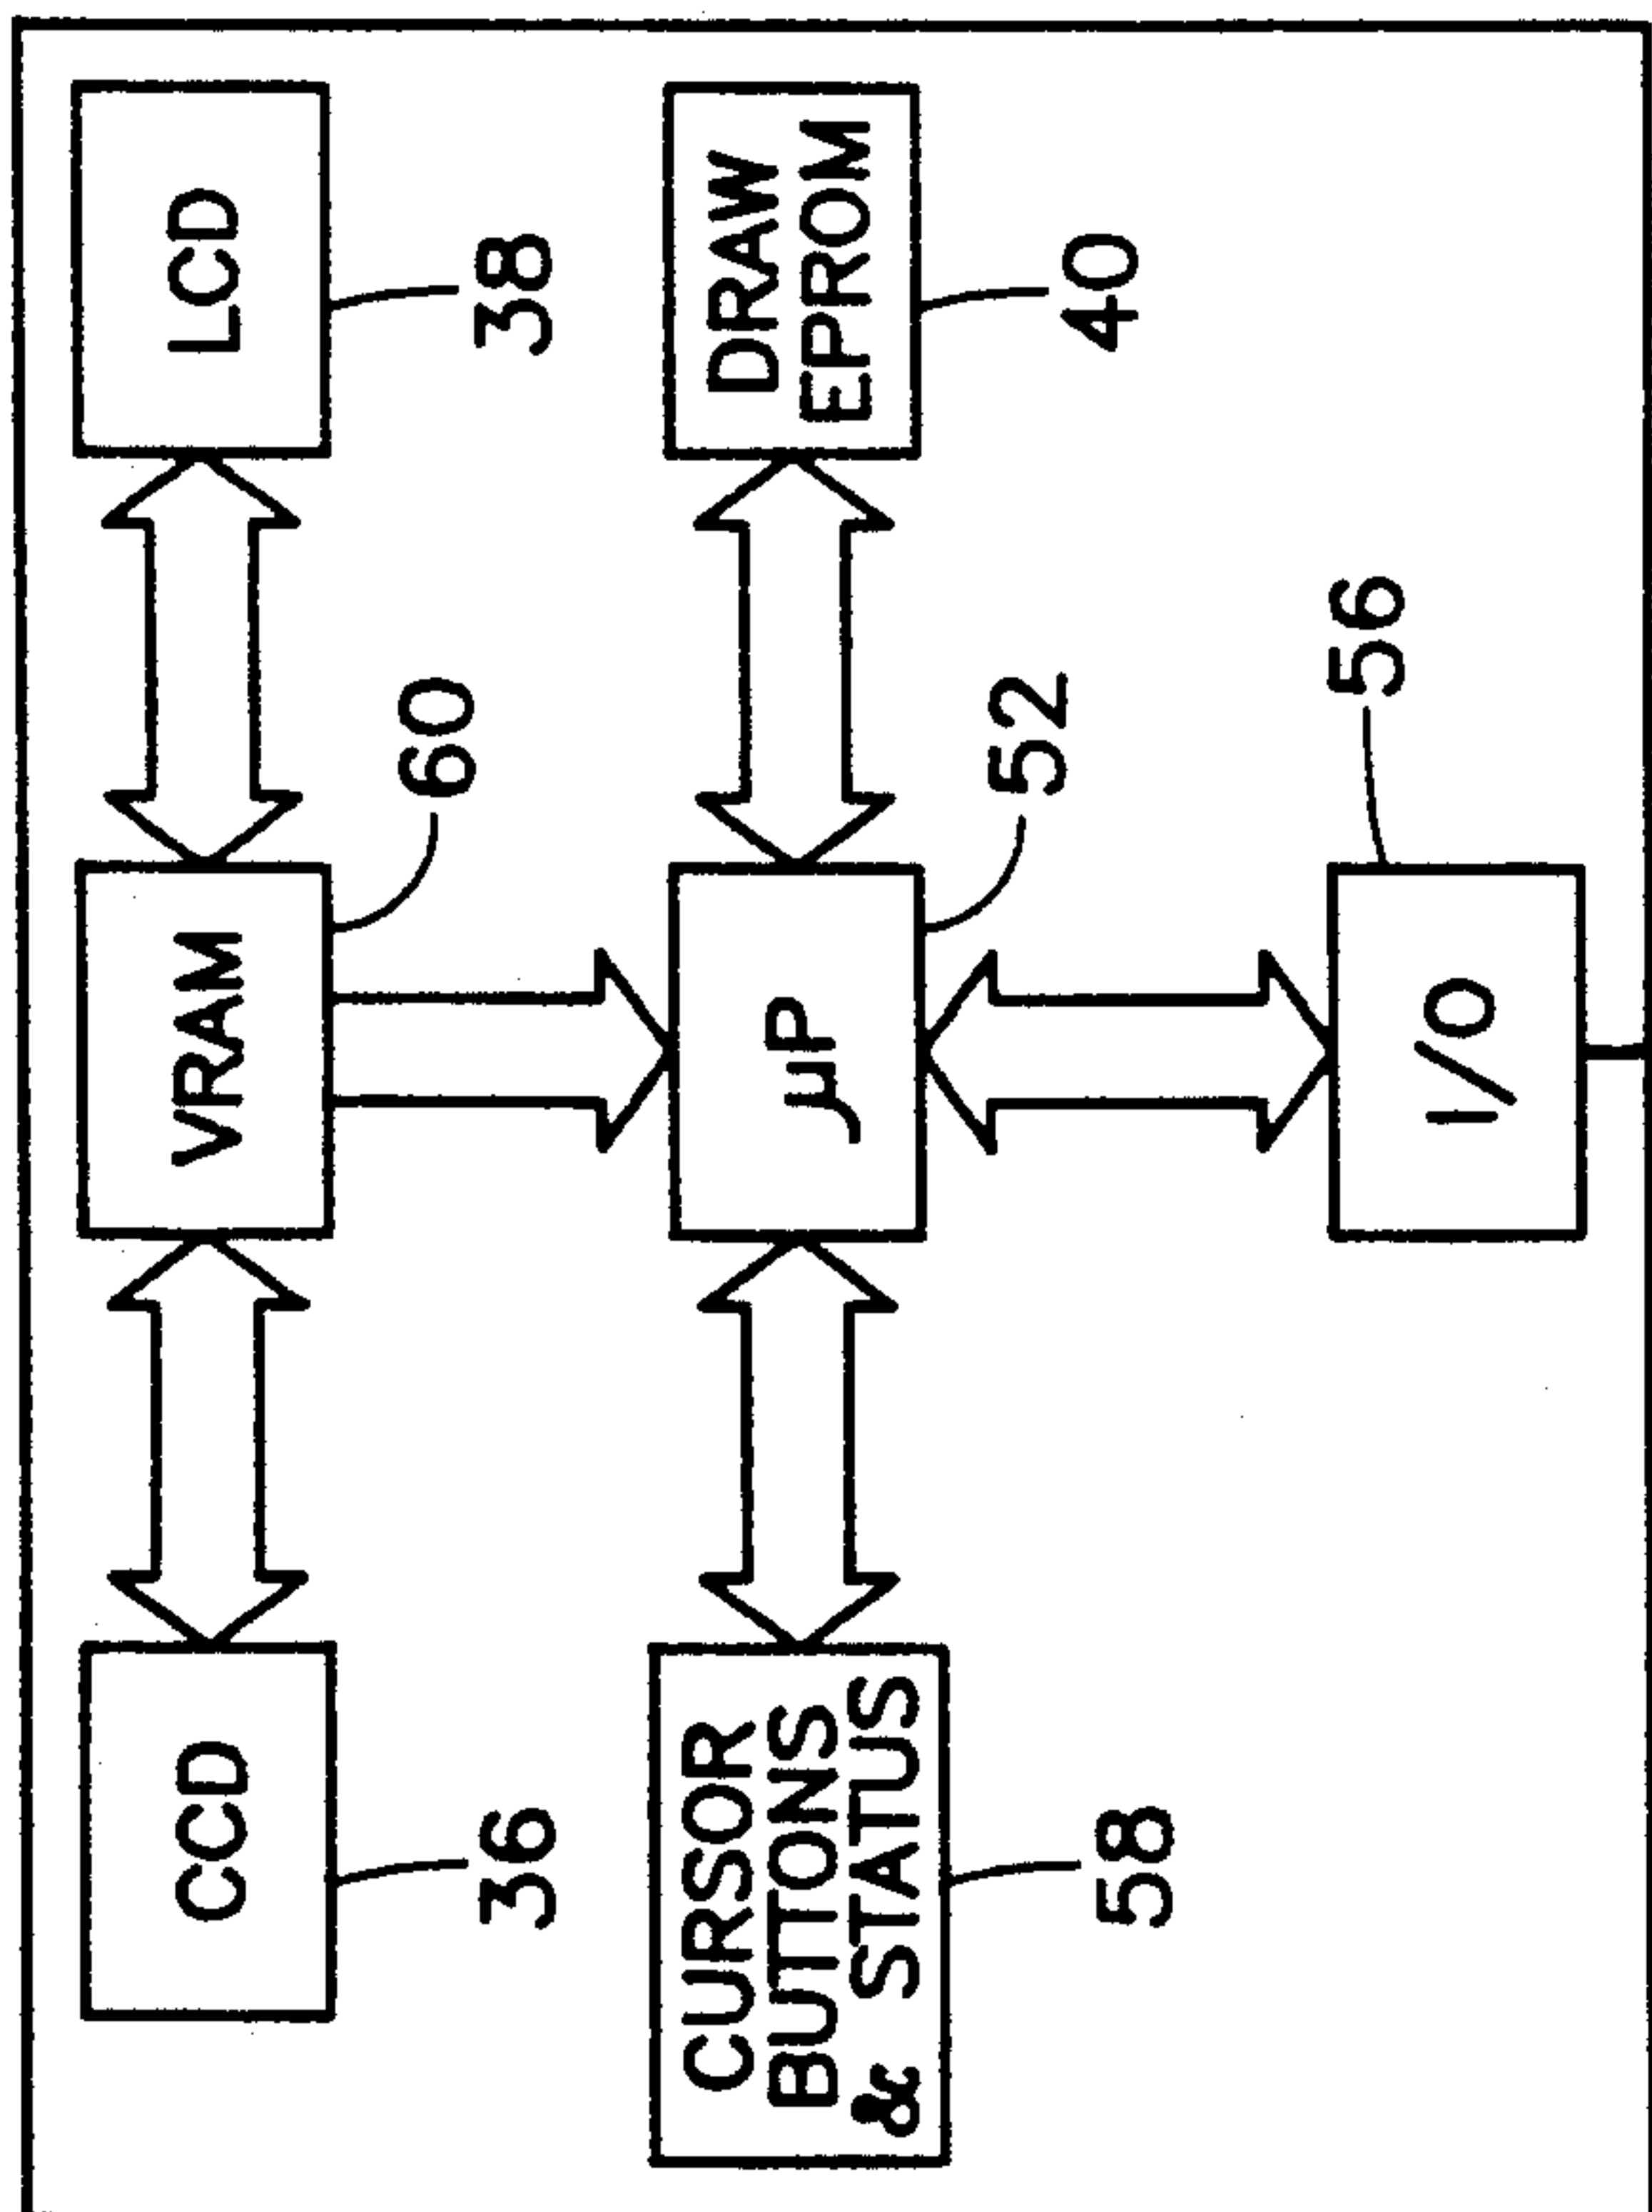 CCD
36
VRAM
60
LCD
38
CURSOR
BUTTONS
& STATUS
58
μP
52
DRAW
EPROM
40
I/O
56